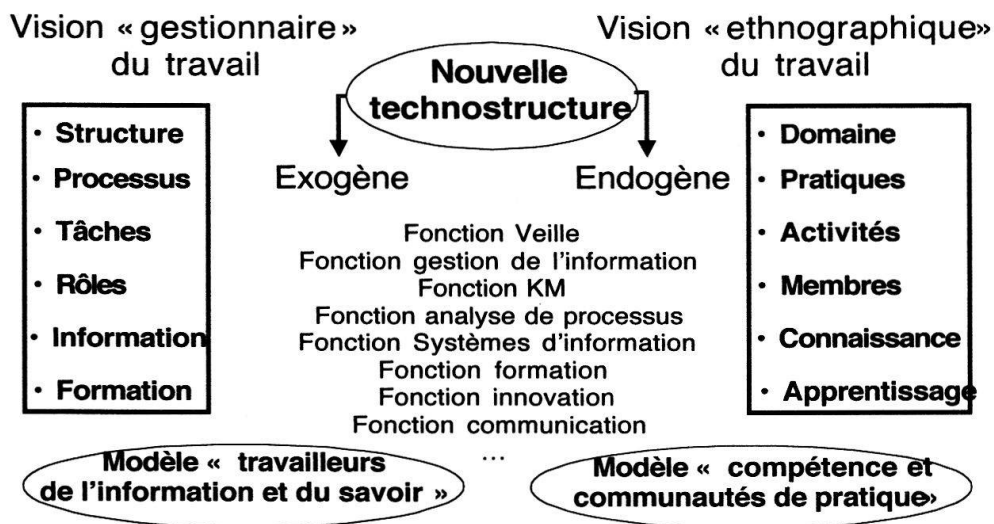 Vision « gestionnaire »
du travail
Nouvelle
technostructure
Vision « ethnographique»
du travail
• Structure
• Processus
• Tâches
• Rôles
• Information
• Formation
Exogène
Endogène
Fonction Veille
Fonction gestion de l'information
Fonction KM
Fonction analyse de processus
Fonction Systèmes d'information
Fonction formation
Fonction innovation
Fonction communication
...
• Domaine
• Pratiques
• Activités
• Membres
• Connaissance
• Apprentissage
Modèle « travailleurs
de l'information et du savoir »
Modèle « compétence et
communautés de pratique»